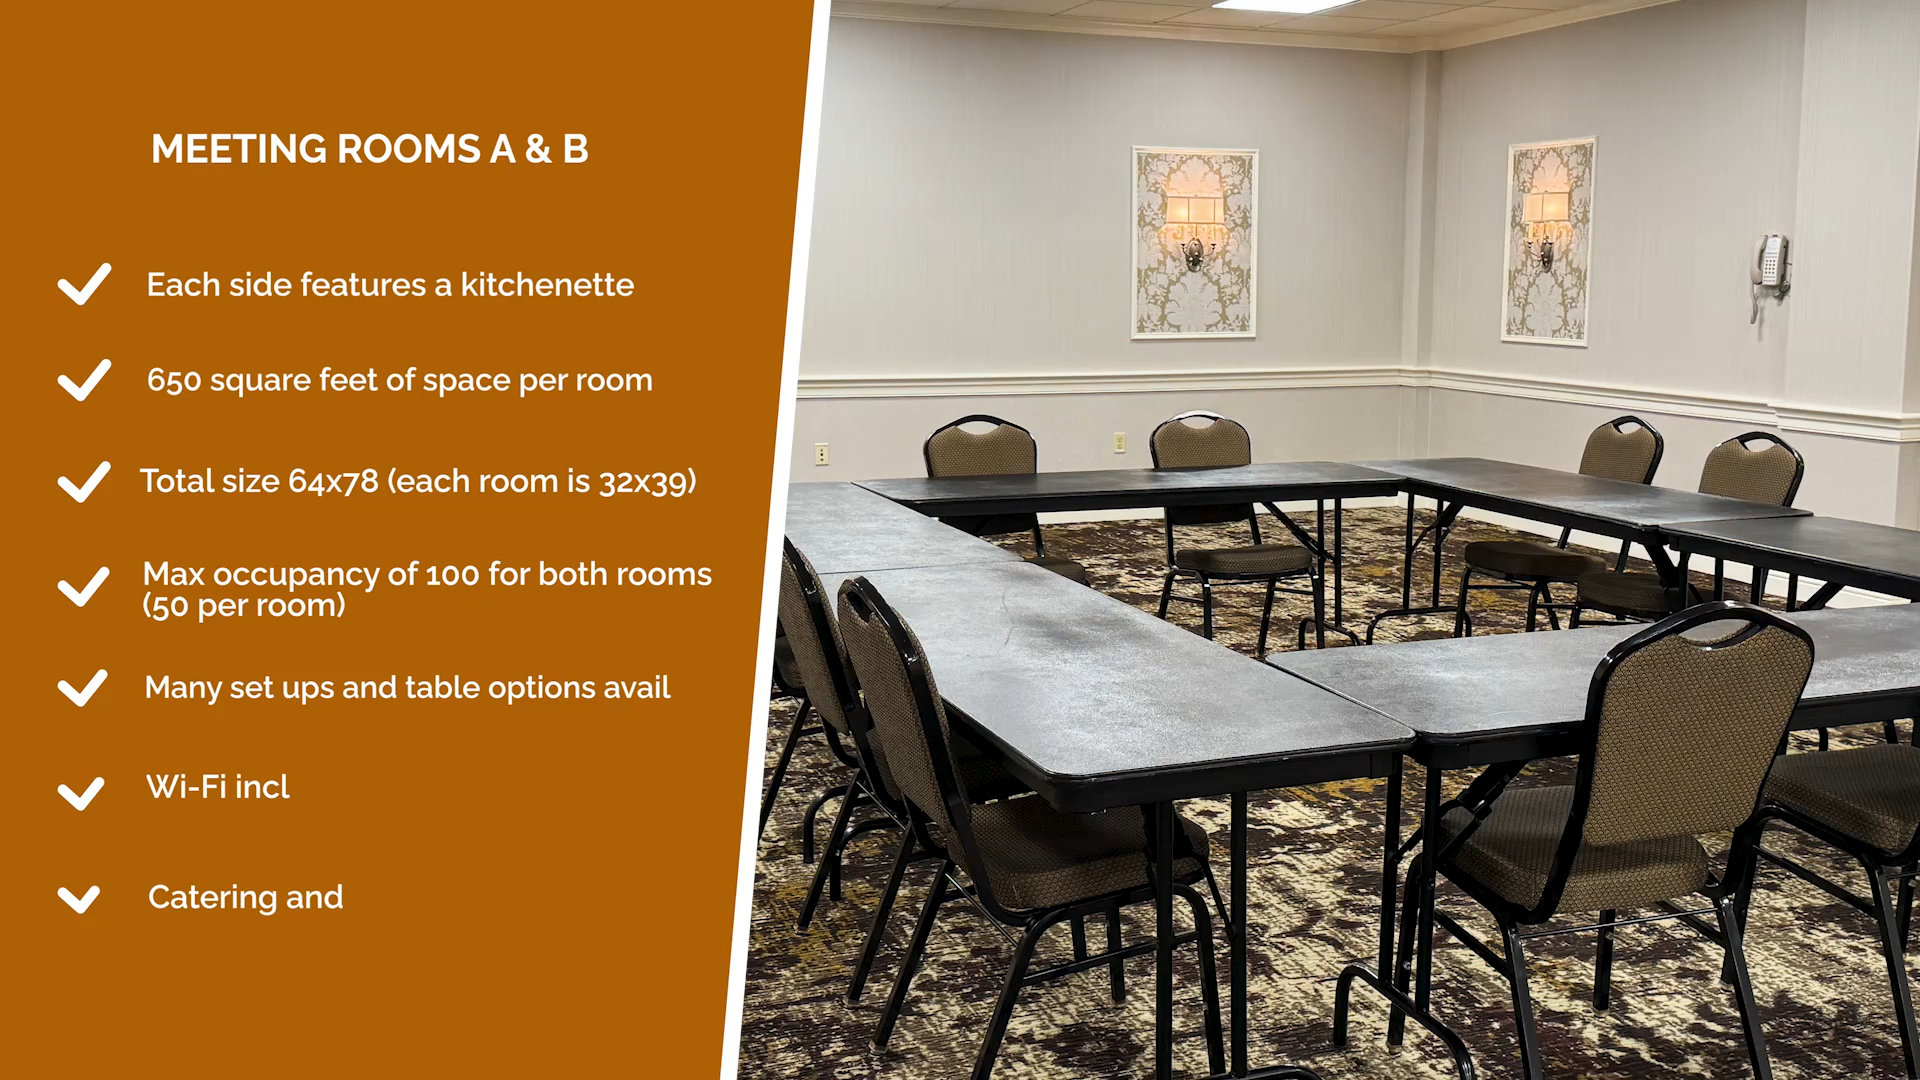 MEETING ROOMS A & B
Each side features a kitchenette
650 square feet of space per room
Total size 64x78 (each room is 32x39)
Max occupancy of 100 for both rooms
(50 per room)
Many set ups and table options avail
Wi-Fi incl
Catering and